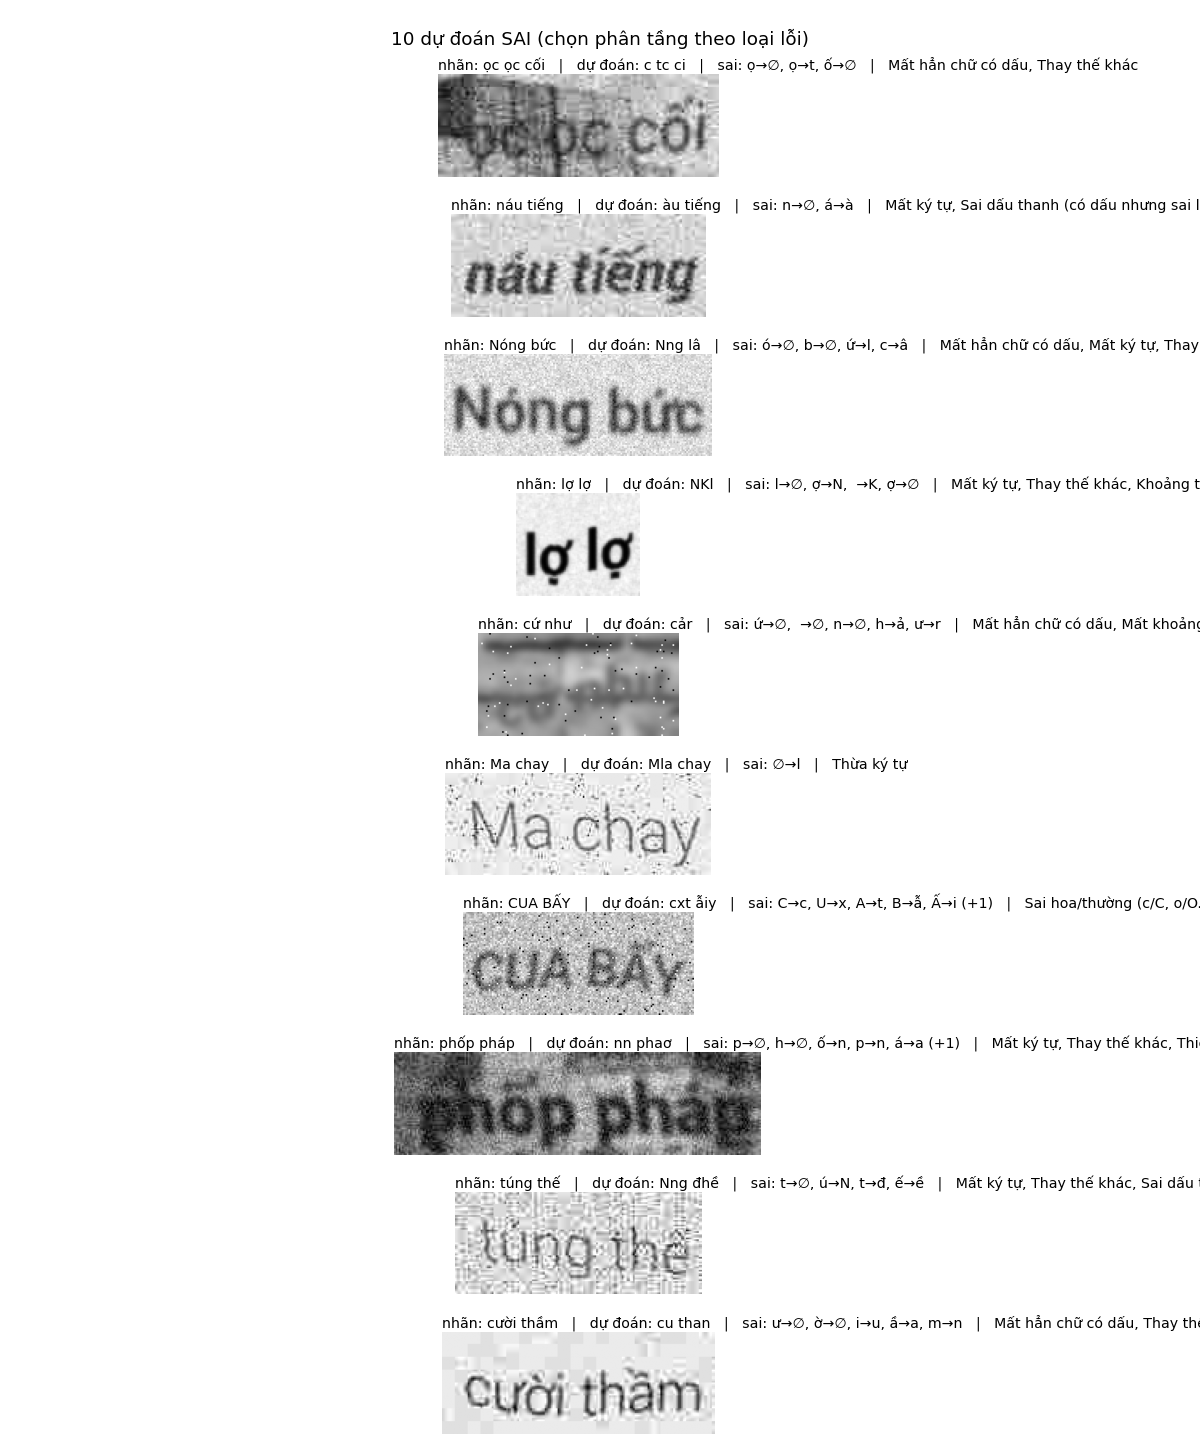 10 dự đoán SAI (chọn phân tầng theo loại lỗi)
nhãn: ọc ọc cối | dự đoán: c tc ci | sai: ọ→∅, ọ→t, ố→∅ | Mất hẳn chữ có dấu, Thay thế khác
ọc ọc cối
nhãn: náu tiếng | dự đoán: àu tiếng | sai: n→∅, á→à | Mất ký tự, Sai dấu thanh (có dấu nhưng sai l
náu tiếng
nhãn: Nóng bức | dự đoán: Nng lâ | sai: ó→∅, b→∅, ứ→l, c→â | Mất hẳn chữ có dấu, Mất ký tự, Thay
Nóng bức
nhãn: lợ lợ | dự đoán: NKl | sai: l→∅, ợ→N,  →K, ợ→∅ | Mất ký tự, Thay thế khác, Khoảng t
lợ lợ
nhãn: cứ như | dự đoán: cảr | sai: ứ→∅,  →∅, n→∅, h→ả, ư→r | Mất hẳn chữ có dấu, Mất khoảng
cứ như
nhãn: Ma chay | dự đoán: Mla chay | sai: ∅→l | Thừa ký tự
Ma chay
nhãn: CUA BẤY | dự đoán: cxt ẫiy | sai: C→c, U→x, A→t, B→ẫ, Ấ→i (+1) | Sai hoa/thường (c/C, o/O.
CUA BẤY
nhãn: phốp pháp | dự đoán: nn phaơ | sai: p→∅, h→∅, ố→n, p→n, á→a (+1) | Mất ký tự, Thay thế khác, Thi
phốp pháp
nhãn: túng thế | dự đoán: Nng đhề | sai: t→∅, ú→N, t→đ, ế→ề | Mất ký tự, Thay thế khác, Sai dấu t
túng thế
nhãn: cười thầm | dự đoán: cu than | sai: ư→∅, ờ→∅, i→u, ầ→a, m→n | Mất hẳn chữ có dấu, Thay thế
cười thầm